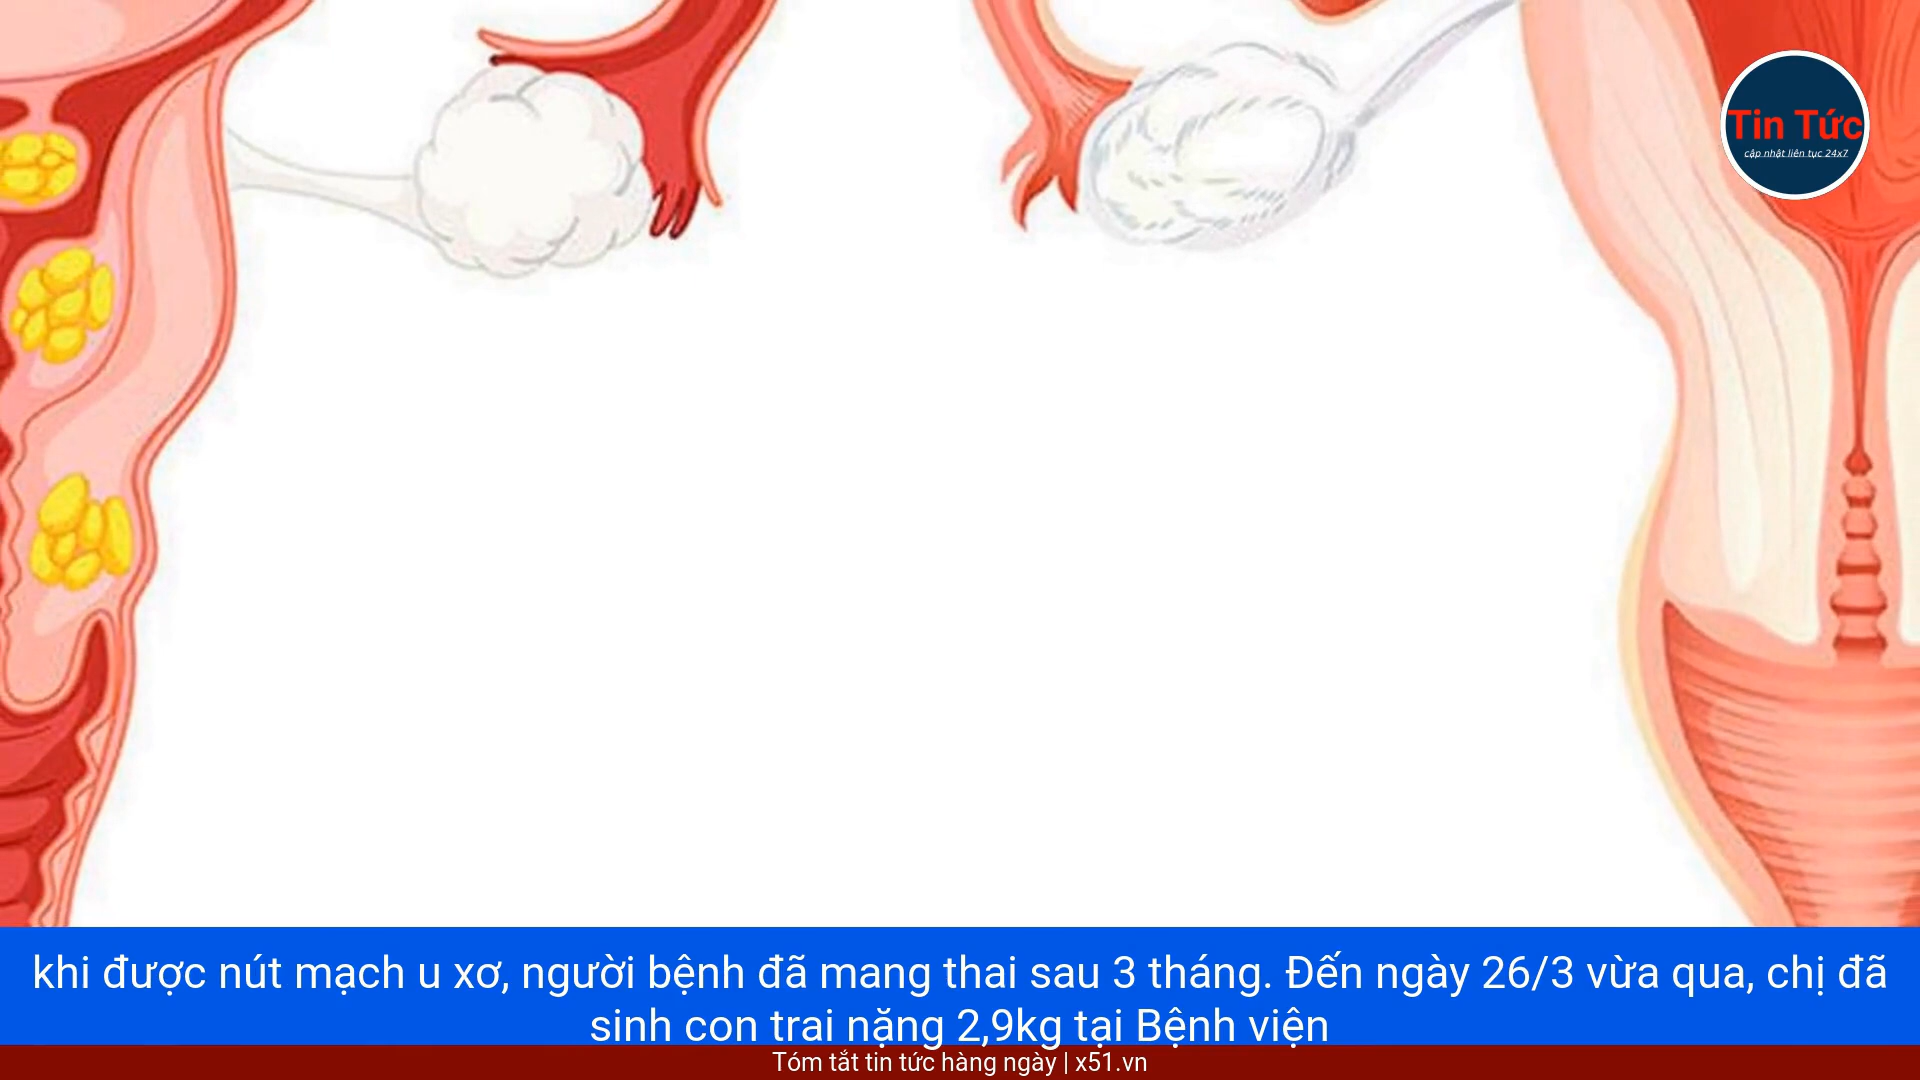 Tin Tức
cập nhật liên tục 24x7
khi được nút mạch u xơ, người bệnh đã mang thai sau 3 tháng. Đến ngày 26/3 vừa qua, chị đã
sinh con trai nặng 2,9kg tại Bệnh viện
Tóm tắt tin tức hàng ngày | x51.vn